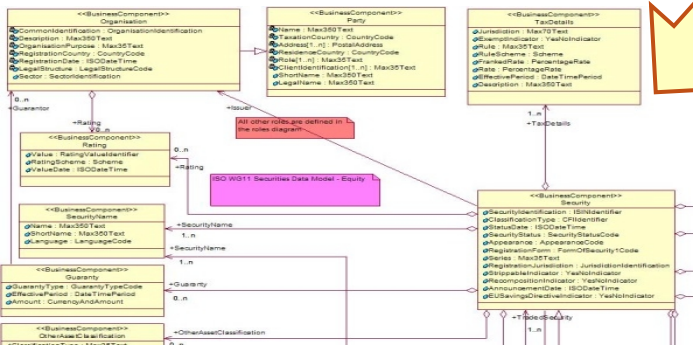 <<BusinessComponent>>
Organisation
CommonIdentification : OrganisationIdentification
Description : Max350Text
OrganisationPurpose : Max35Text
RegistrationCountry : CountryCode
RegistrationDate : ISODateTime
LegalStructure : LegalStructureCode
Sector : SectorIdentification
<<BusinessComponent>>
Party
Name : Max350Text
TaxationCountry : CountryCode
Address[1..n] : PostalAddress
ResidenceCountry : CountryCode
Role[1..n] : Max35Text
ClientIdentification[1..n] : Max35Text
ShortName : Max350Text
LegalName : Max350Text
<<BusinessComponent>>
TaxDetails
Jurisdiction : Max70Text
ExemptIndicator : YesNoIndicator
Rule : Max35Text
RuleScheme : Scheme
FrankedRate : PercentageRate
Rate : PercentageRate
EffectivePeriod : DateTimePeriod
Description : Max350Text
0..n
+Guarantor
+Rating
0..n
+Issuer
All other roles are defined in
the roles diagram
1..n
+TaxDetails
<<BusinessComponent>>
Rating
Value : RatingValueIdentifier
RatingScheme : Scheme
ValueDate : ISODateTime
0..n
+Rating
ISO WG11 Securities Data Model - Equity
<<BusinessComponent>>
SecurityName
Name : Max350Text
ShortName : Max350Text
Language : LanguageCode
+SecurityName
1..n
+SecurityName
1..n
<<BusinessComponent>>
Security
SecurityIdentification : ISINIdentifier
ClassificationType : CFIIdentifier
StatusDate : ISODateTime
SecurityStatus : SecurityStatusCode
Appearance : AppearanceCode
RegistrationForm : FormOfSecurity1Code
Series : Max35Text
RegistrationJurisdiction : JurisdictionIdentification
StrippableIndicator : YesNoIndicator
RecompositionIndicator : YesNoIndicator
AnnouncementDate : ISODateTime
EUSavingsDirectiveIndicator : YesNoIndicator
<<BusinessComponent>>
Guaranty
GuarantyType : GuarantyTypeCode
EffectivePeriod : DateTimePeriod
Amount : CurrencyAndAmount
+Guaranty
0..n
+TradedSecurity
1..n
<<BusinessComponent>>
OtherAssetClassification
ClassificationType : Max35Text
+OtherAssetClassification
0..n